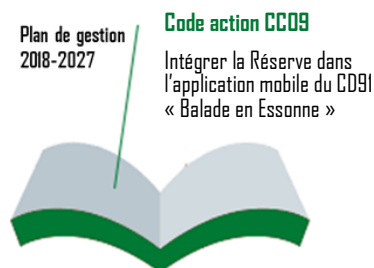 Plan de gestion
2018-2027
Code action CC09
Intégrer la Réserve dans
l'application mobile du CD91
« Balade en Essonne »